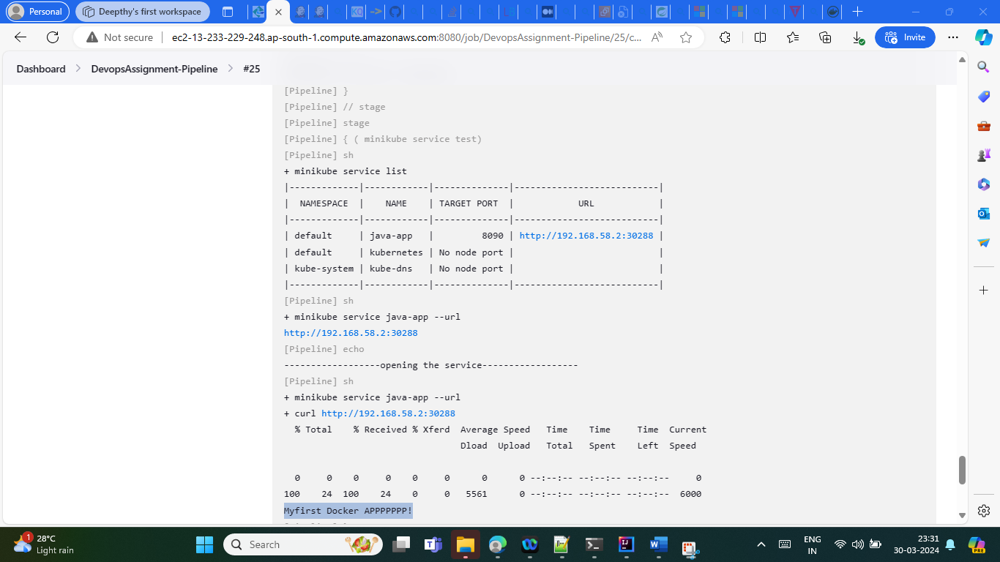 Personal
Deepthy's first workspace
Not secure
ec2-13-233-229-248.ap-south-1.compute.amazonaws.com:8080/job/DevopsAssignment-Pipeline/25/c...
Invite
Dashboard > DevopsAssignment-Pipeline > #25
[Pipeline] }
[Pipeline] // stage
[Pipeline] stage
[Pipeline] { ( minikube service test)
[Pipeline] sh
+ minikube service list
|-------------|------------|--------------|---------------------------|
| NAMESPACE | NAME | TARGET PORT | URL |
|-------------|------------|--------------|---------------------------|
| default | java-app | 8090 | http://192.168.58.2:30288 |
| default | kubernetes | No node port | |
| kube-system | kube-dns | No node port | |
|-------------|------------|--------------|---------------------------|
[Pipeline] sh
+ minikube service java-app --url
http://192.168.58.2:30288
[Pipeline] echo
------------------opening the service------------------
[Pipeline] sh
+ minikube service java-app --url
+ curl http://192.168.58.2:30288
% Total % Received % Xferd Average Speed Time Time Time Current
Dload Upload Total Spent Left Speed
0 0 0 0 0 0 0 0 --:--:-- --:--:-- --:--:-- 0
100 24 100 24 0 0 5561 0 --:--:-- --:--:-- --:--:-- 6000
Myfirst Docker APPPPPPP!
1
28°C
Light rain
Search
ENG
IN
23:31
30-03-2024
PRE